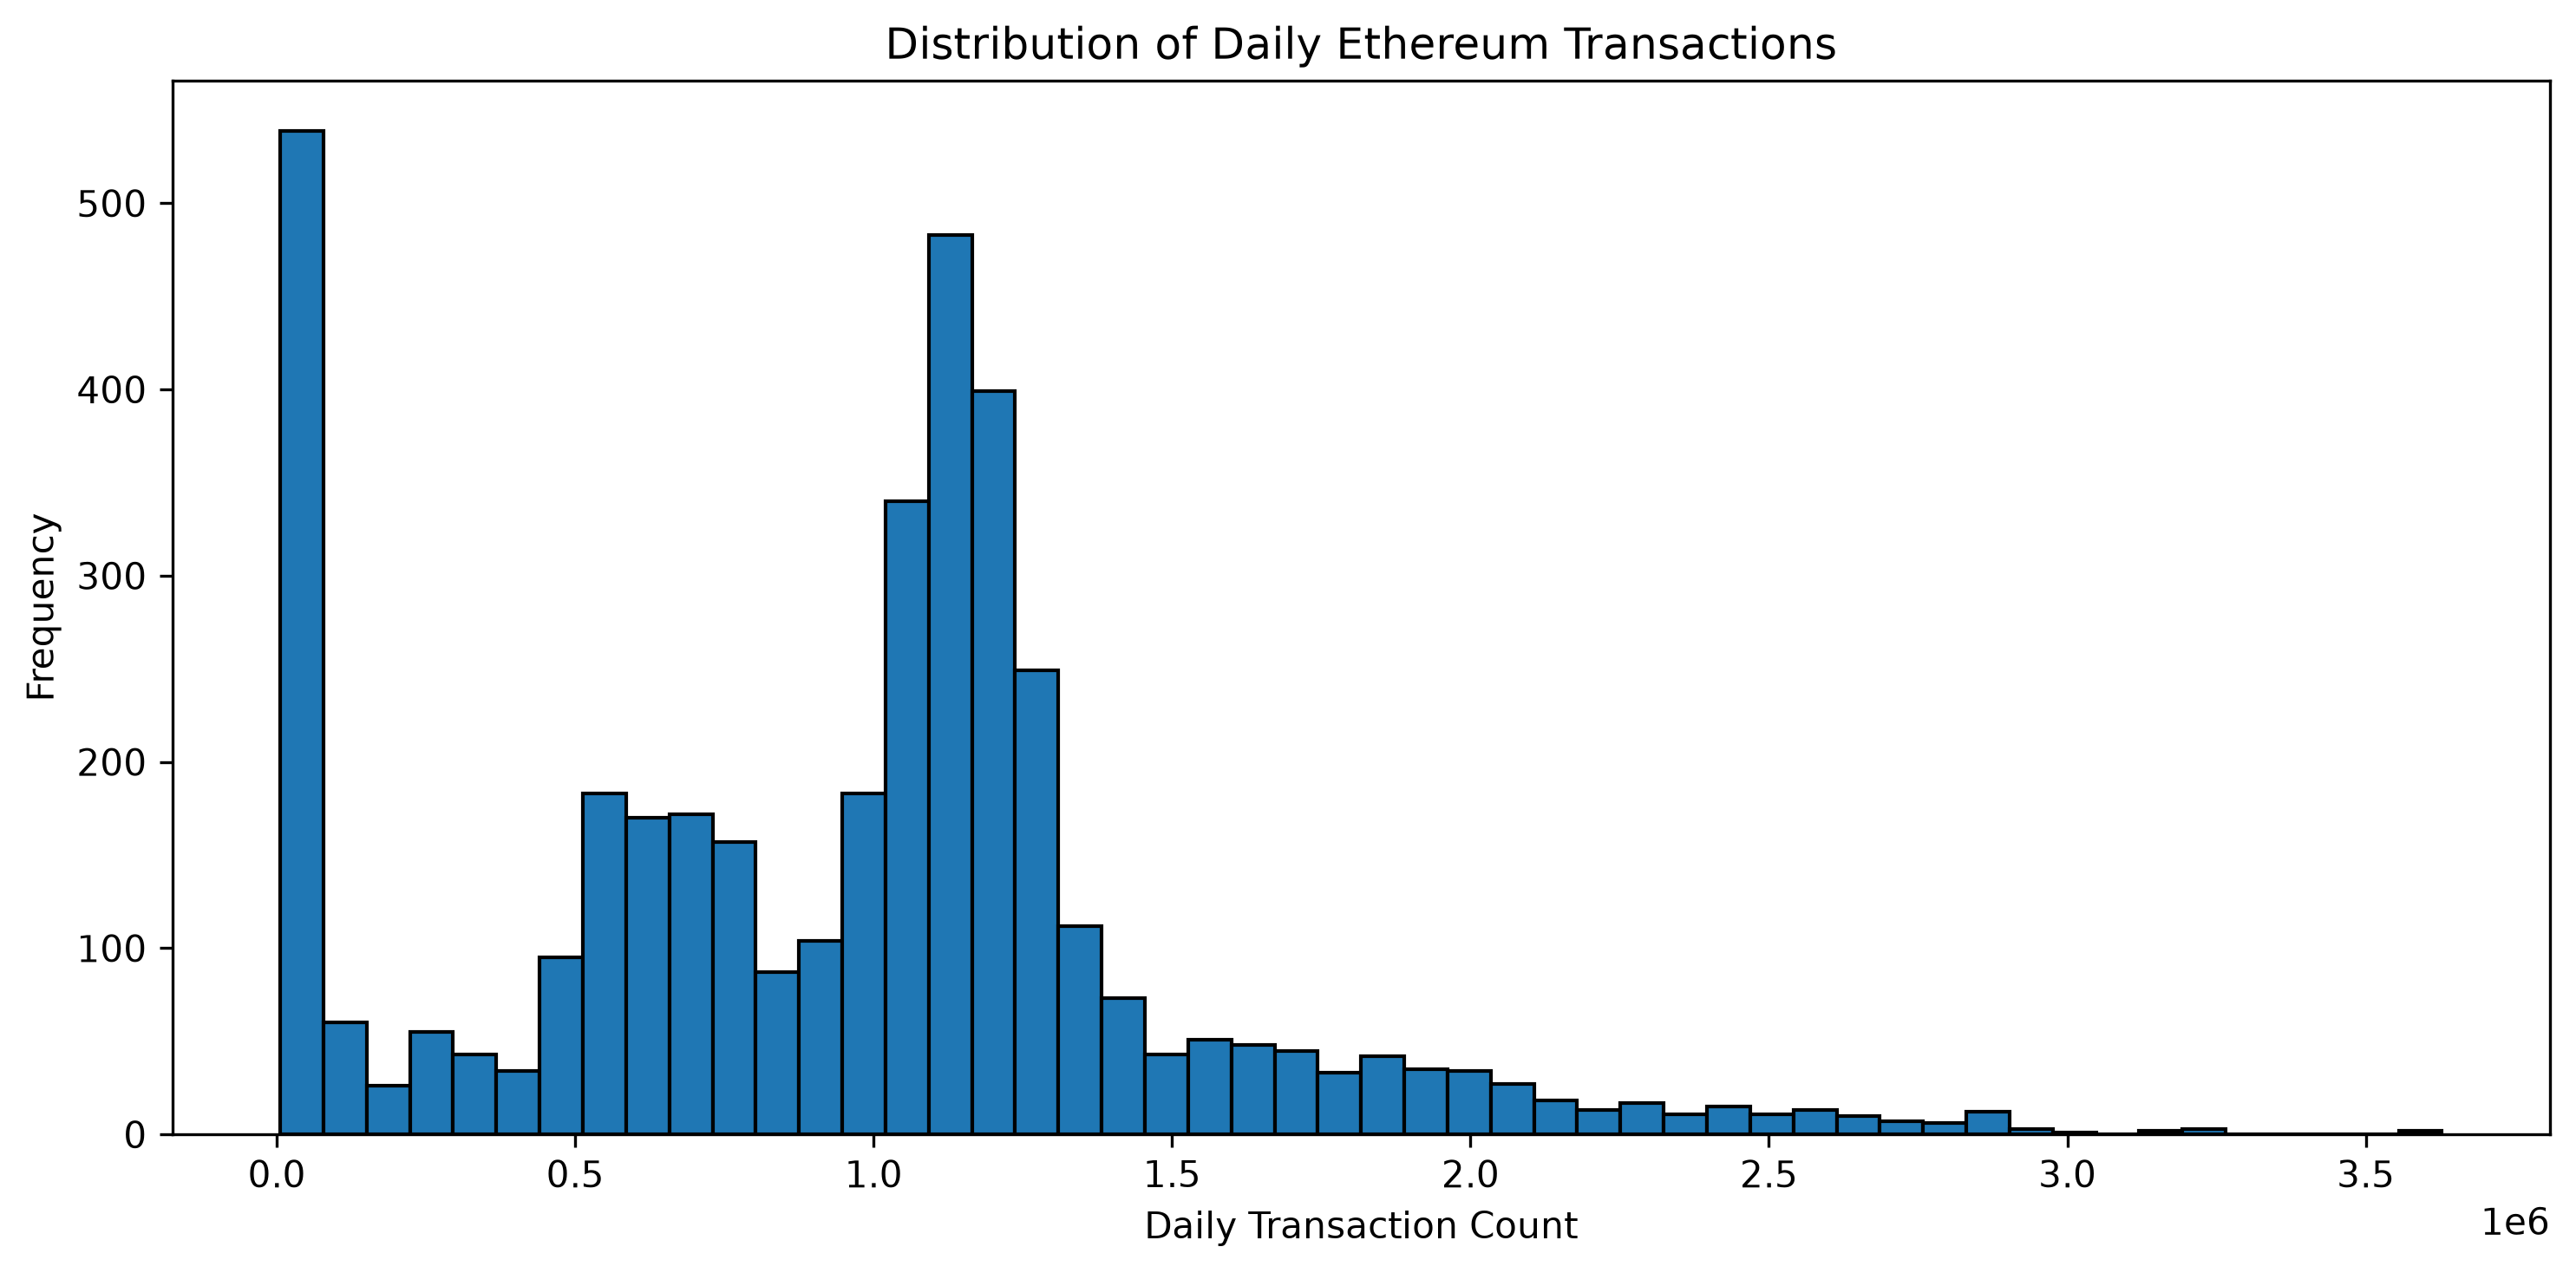 Distribution of Daily Ethereum Transactions
500
400
300
200
100
0
Frequency
0.0 0.5 1.0 1.5 2.0 2.5 3.0 3.5
1e6
Daily Transaction Count